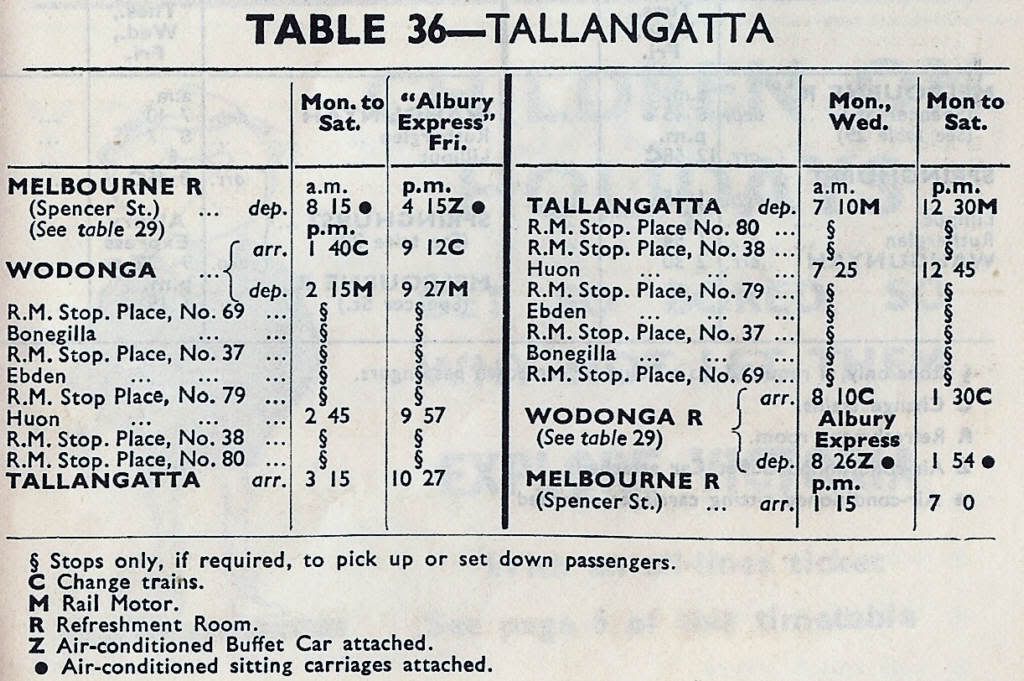 TABLE 36—TALLANGATTA
Mon. to Sat. "Albury Express" Fri.
MELBOURNE R a.m. p.m.
(Spencer St.) ... dep. 8 15 ● 4 15Z ●
(See table 29) p.m.
WODONGA ... arr. 1 40C 9 12C
dep. 2 15M 9 27M
R.M. Stop. Place, No. 69 ... § §
Bonegilla ... ... § §
R.M. Stop. Place, No. 37 ... § §
Ebden ... ... ... § §
R.M. Stop Place, No. 79 ... § §
Huon ... ... ... 2 45 9 57
R.M. Stop. Place, No. 38 ... § §
R.M. Stop. Place, No. 80 ... § §
TALLANGATTA arr. 3 15 10 27
Mon., Wed. Mon to Sat.
a.m. p.m.
TALLANGATTA dep. 7 10M 12 30M
R.M. Stop. Place No. 80 ... § §
R.M. Stop. Place, No. 38 ... § §
Huon ... ... ... 7 25 12 45
R.M. Stop. Place, No. 79 ... § §
Ebden ... ... ... § §
R.M. Stop. Place, No. 37 ... § §
Bonegilla ... ... ... § §
R.M. Stop. Place, No. 69 ... § §
arr. 8 10C 1 30C
WODONGA R Albury
(See table 29) Express
dep. 8 26Z ● 1 54 ●
MELBOURNE R p.m.
(Spencer St.) ... arr. 1 15 7 0
§ Stops only, if required, to pick up or set down passengers.
C Change trains.
M Rail Motor.
R Refreshment Room.
Z Air-conditioned Buffet Car attached.
● Air-conditioned sitting carriages attached.